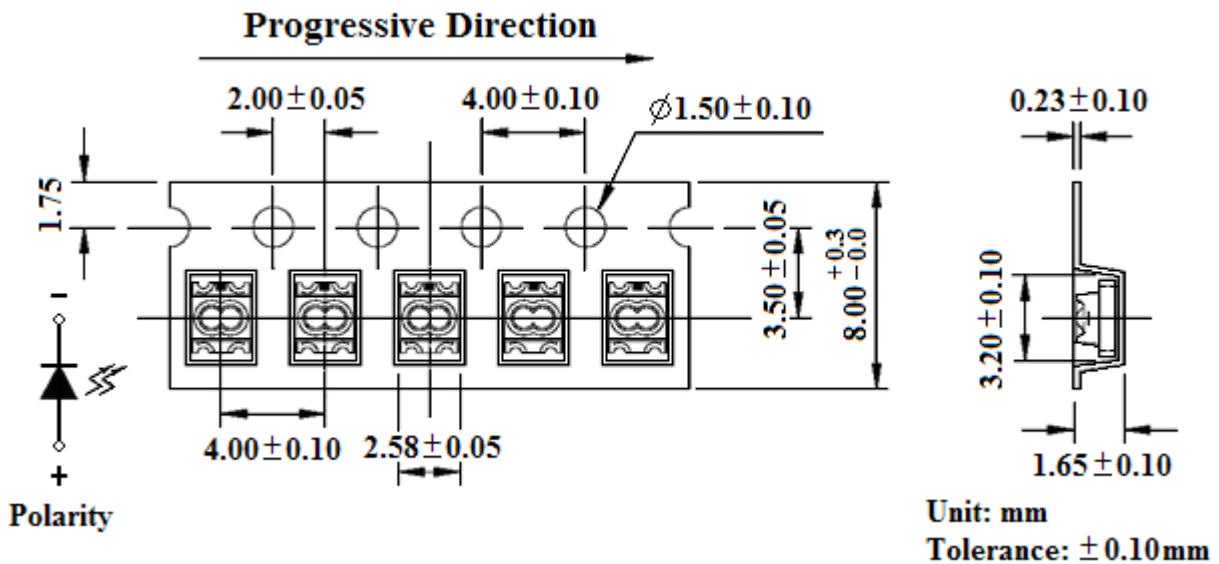 Progressive Direction
2.00±0.05
4.00±0.10
⌀1.50±0.10
0.23±0.10
1.75
3.50±0.05
8.00 +0.3 -0.0
3.20±0.10
-
+
Polarity
4.00±0.10
2.58±0.05
1.65±0.10
Unit: mm
Tolerance: ±0.10mm